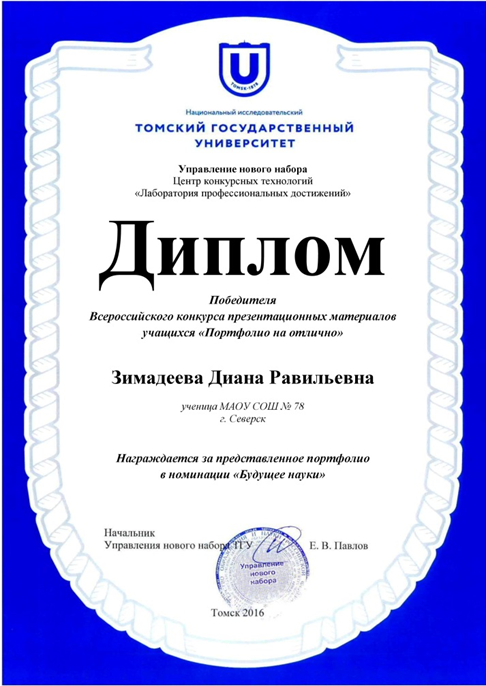 ТОМСК-1878
Национальный исследовательский
ТОМСКИЙ ГОСУДАРСТВЕННЫЙ
УНИВЕРСИТЕТ
Управление нового набора
Центр конкурсных технологий
«Лаборатория профессиональных достижений»
Диплом
Победителя
Всероссийского конкурса презентационных материалов
учащихся «Портфолио на отлично»
Зимадеева Диана Равильевна
ученица МАОУ СОШ № 78
г. Северск
Награждается за представленное портфолио
в номинации «Будущее науки»
Начальник
Управления нового набора ТГУ
Е. В. Павлов
Управление
нового
набора
Томск 2016